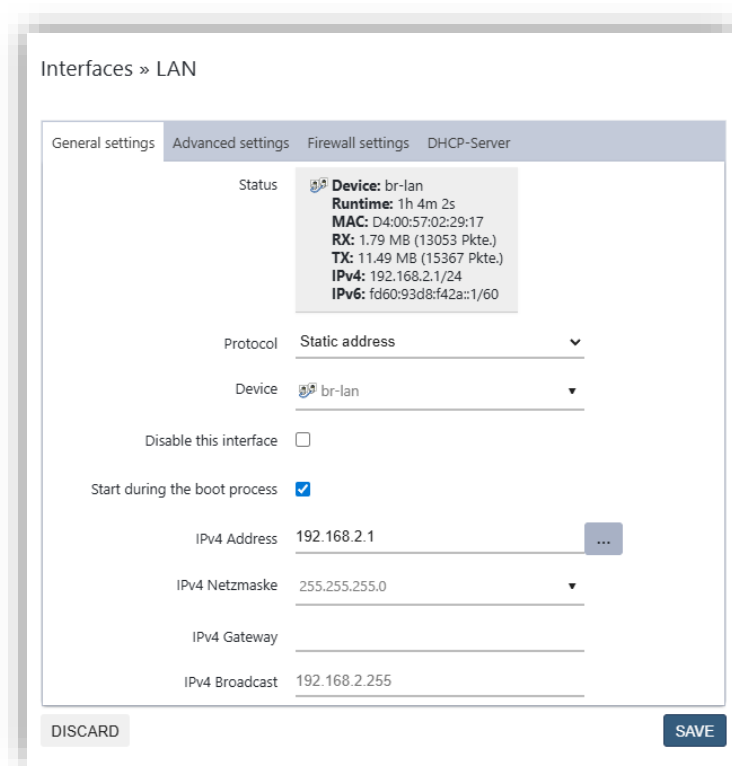 Interfaces » LAN
General settings Advanced settings Firewall settings DHCP-Server
Status
Device: br-lan
Runtime: 1h 4m 2s
MAC: D4:00:57:02:29:17
RX: 1.79 MB (13053 Pkte.)
TX: 11.49 MB (15367 Pkte.)
IPv4: 192.168.2.1/24
IPv6: fd60:93d8:f42a::1/60
Protocol Static address
Device br-lan
Disable this interface
Start during the boot process
IPv4 Address 192.168.2.1 ...
IPv4 Netzmaske 255.255.255.0
IPv4 Gateway
IPv4 Broadcast 192.168.2.255
DISCARD SAVE